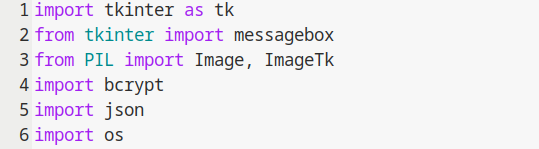 1 import tkinter as tk
2 from tkinter import messagebox
3 from PIL import Image, ImageTk
4 import bcrypt
5 import json
6 import os